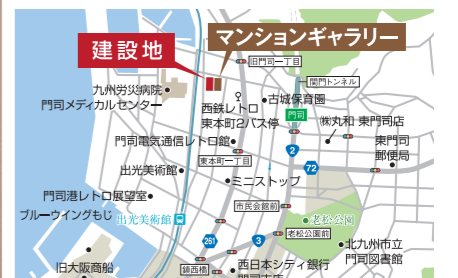 建設地
マンションギャラリー
旧門司一丁目
九州労災病院
門司メディカルセンター
関門トンネル
西鉄レトロ
東本町2バス停
古城保育園
門司
㈱丸和 東門司店
門司電気通信レトロ館
2
東門司
郵便局
東本町一丁目
72
出光美術館
ミニストップ
門司港レトロ展望室
市民会館前
ブルーウイングもじ
出光美術館
老松公園
261
3
老松公園前
旧大阪商船
鎮西橋
西日本シティ銀行
北九州市立
門司図書館